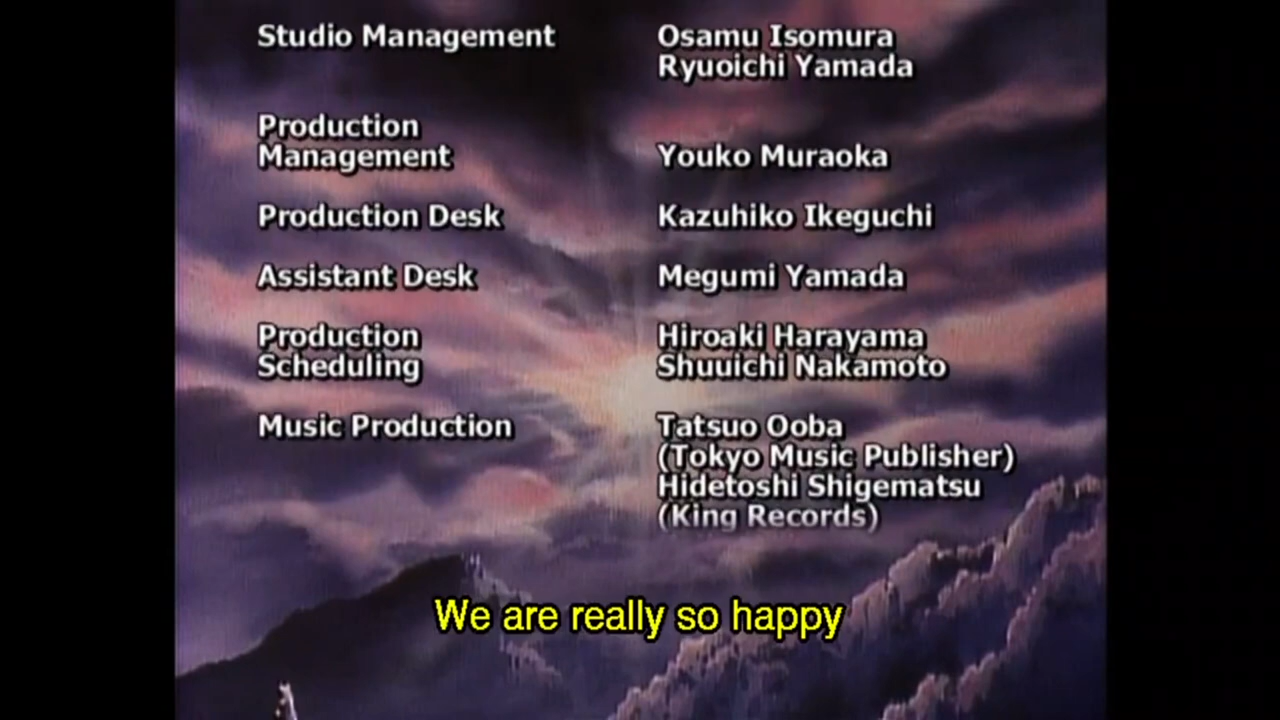 Studio Management Osamu Isomura
Ryuoichi Yamada
Production
Management Youko Muraoka
Production Desk Kazuhiko Ikeguchi
Assistant Desk Megumi Yamada
Production Hiroaki Harayama
Scheduling Shuuichi Nakamoto
Music Production Tatsuo Ooba
(Tokyo Music Publisher)
Hidetoshi Shigematsu
(King Records)
We are really so happy